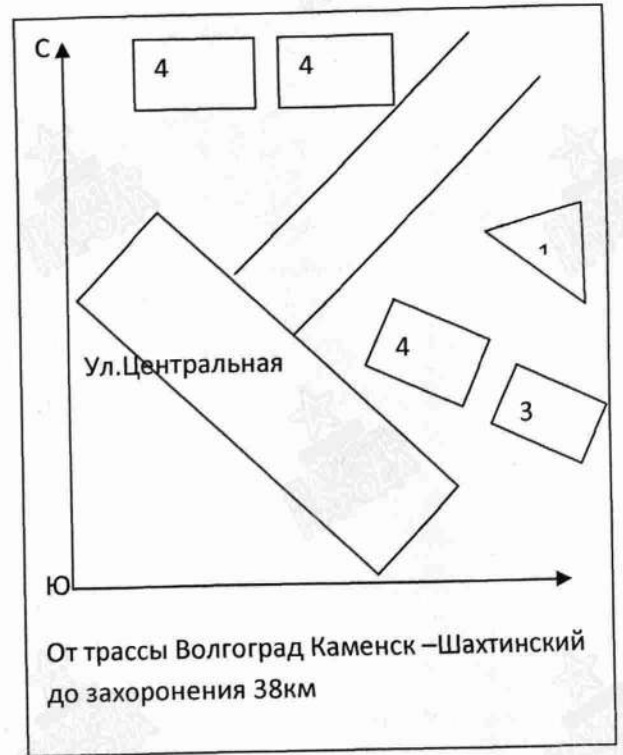 С
4 4
1
4
Ул.Центральная
3
Ю
От трассы Волгоград Каменск –Шахтинский
до захоронения 38км